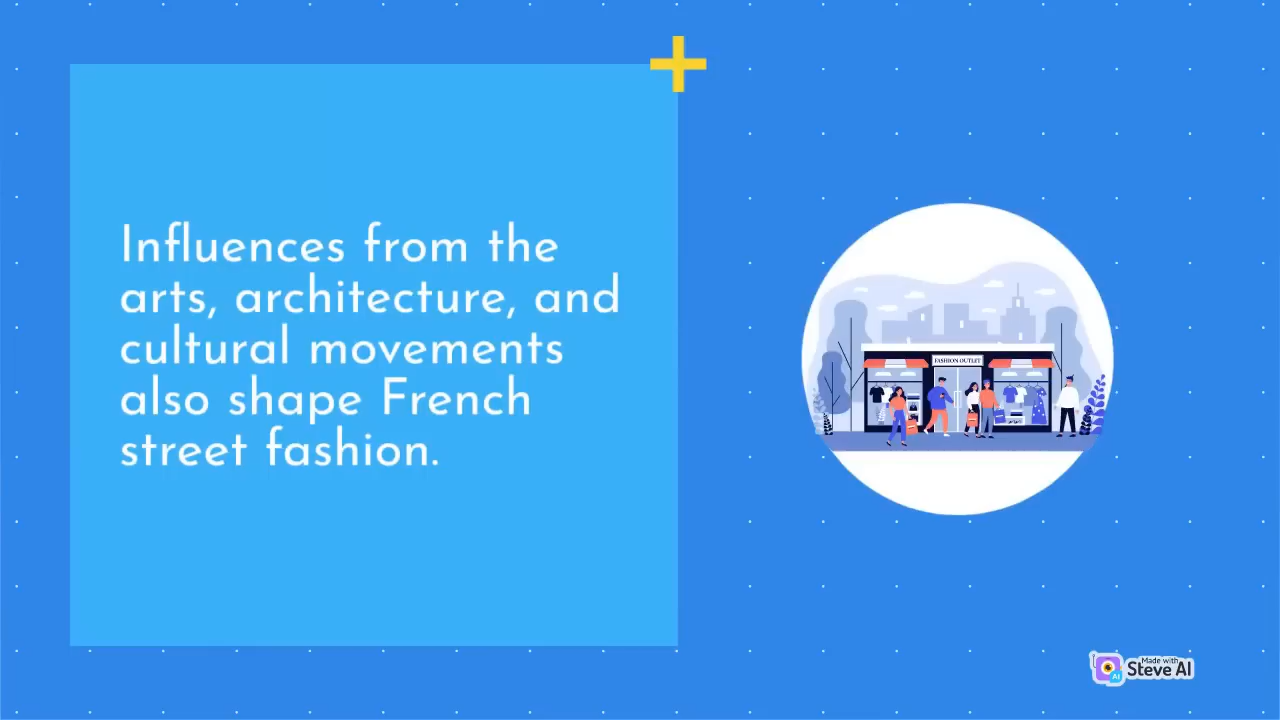 Influences from the
arts, architecture, and
cultural movements
also shape French
street fashion.
FASHION OUTLET
Made with
Steve AI
AI